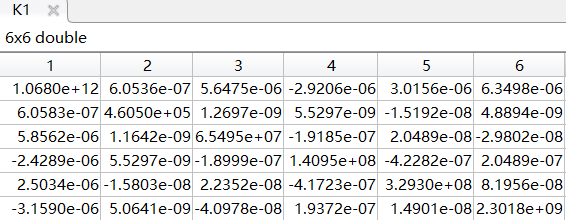 K1
6x6 double
1 2 3 4 5 6
1.0680e+12 6.0536e-07 5.6475e-06 -2.9206e-06 3.0156e-06 6.3498e-06
6.0583e-07 4.6050e+05 1.2697e-09 5.5297e-09 -1.5192e-08 4.8894e-09
5.8562e-06 1.1642e-09 6.5495e+07 -1.9185e-07 2.0489e-08 -2.9802e-08
-2.4289e-06 5.5297e-09 -1.8999e-07 1.4095e+08 -4.2282e-07 2.0489e-07
2.5034e-06 -1.5803e-08 2.2352e-08 -4.1723e-07 3.2930e+08 8.1956e-08
-3.1590e-06 5.0641e-09 -4.0978e-08 1.9372e-07 1.4901e-08 2.3018e+09